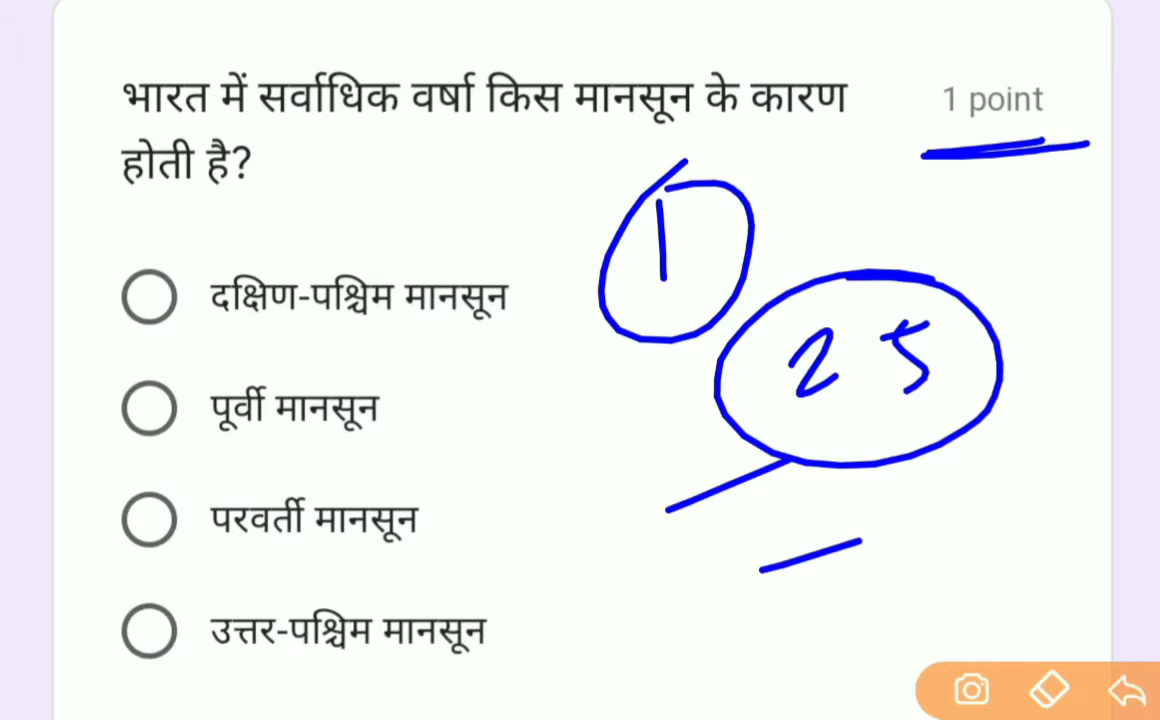 भारत में सर्वाधिक वर्षा किस मानसून के कारण 1 point
होती है?
1
दक्षिण-पश्चिम मानसून
25
पूर्वी मानसून
परवर्ती मानसून
उत्तर-पश्चिम मानसून